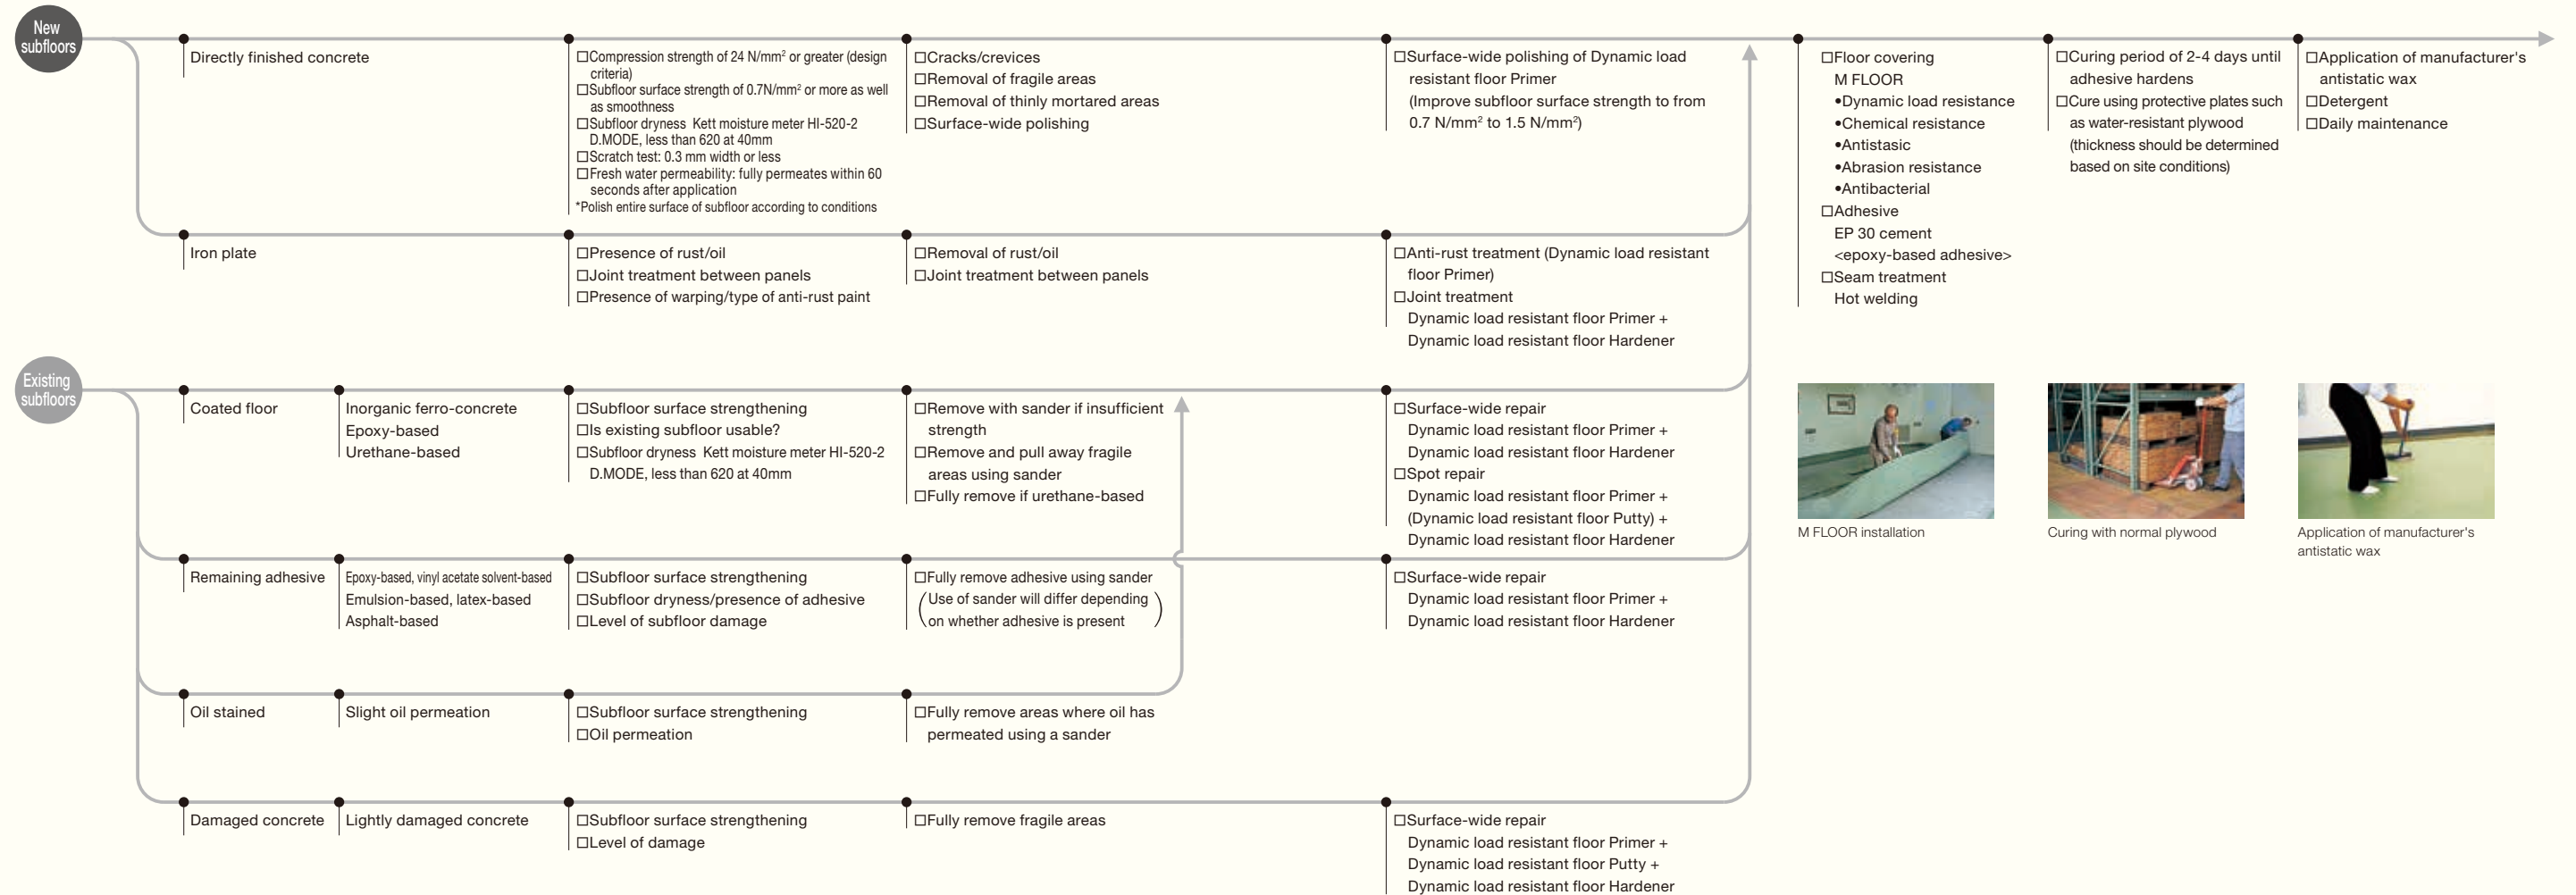 New
subfloors
Directly finished concrete
□Compression strength of 24 N/mm² or greater (design
criteria)
□Subfloor surface strength of 0.7N/mm² or more as well
as smoothness
□Subfloor dryness Kett moisture meter HI-520-2
D.MODE, less than 620 at 40mm
□Scratch test: 0.3 mm width or less
□Fresh water permeability: fully permeates within 60
seconds after application
*Polish entire surface of subfloor according to conditions
□Cracks/crevices
□Removal of fragile areas
□Removal of thinly mortared areas
□Surface-wide polishing
□Surface-wide polishing of Dynamic load
resistant floor Primer
(Improve subfloor surface strength to from
0.7 N/mm² to 1.5 N/mm²)
□Floor covering
M FLOOR
•Dynamic load resistance
•Chemical resistance
•Antistasic
•Abrasion resistance
•Antibacterial
□Adhesive
EP 30 cement
<epoxy-based adhesive>
□Seam treatment
Hot welding
□Curing period of 2-4 days until
adhesive hardens
□Cure using protective plates such
as water-resistant plywood
(thickness should be determined
based on site conditions)
□Application of manufacturer's
antistatic wax
□Detergent
□Daily maintenance
Iron plate
□Presence of rust/oil
□Joint treatment between panels
□Presence of warping/type of anti-rust paint
□Removal of rust/oil
□Joint treatment between panels
□Anti-rust treatment (Dynamic load resistant
floor Primer)
□Joint treatment
Dynamic load resistant floor Primer +
Dynamic load resistant floor Hardener
Existing
subfloors
Coated floor
Inorganic ferro-concrete
Epoxy-based
Urethane-based
□Subfloor surface strengthening
□Is existing subfloor usable?
□Subfloor dryness Kett moisture meter HI-520-2
D.MODE, less than 620 at 40mm
□Remove with sander if insufficient
strength
□Remove and pull away fragile
areas using sander
□Fully remove if urethane-based
□Surface-wide repair
Dynamic load resistant floor Primer +
Dynamic load resistant floor Hardener
□Spot repair
Dynamic load resistant floor Primer +
(Dynamic load resistant floor Putty) +
Dynamic load resistant floor Hardener
M FLOOR installation
Curing with normal plywood
Application of manufacturer's
antistatic wax
Remaining adhesive
Epoxy-based, vinyl acetate solvent-based
Emulsion-based, latex-based
Asphalt-based
□Subfloor surface strengthening
□Subfloor dryness/presence of adhesive
□Level of subfloor damage
□Fully remove adhesive using sander
(Use of sander will differ depending
on whether adhesive is present)
□Surface-wide repair
Dynamic load resistant floor Primer +
Dynamic load resistant floor Hardener
Oil stained
Slight oil permeation
□Subfloor surface strengthening
□Oil permeation
□Fully remove areas where oil has
permeated using a sander
Damaged concrete
Lightly damaged concrete
□Subfloor surface strengthening
□Level of damage
□Fully remove fragile areas
□Surface-wide repair
Dynamic load resistant floor Primer +
Dynamic load resistant floor Putty +
Dynamic load resistant floor Hardener